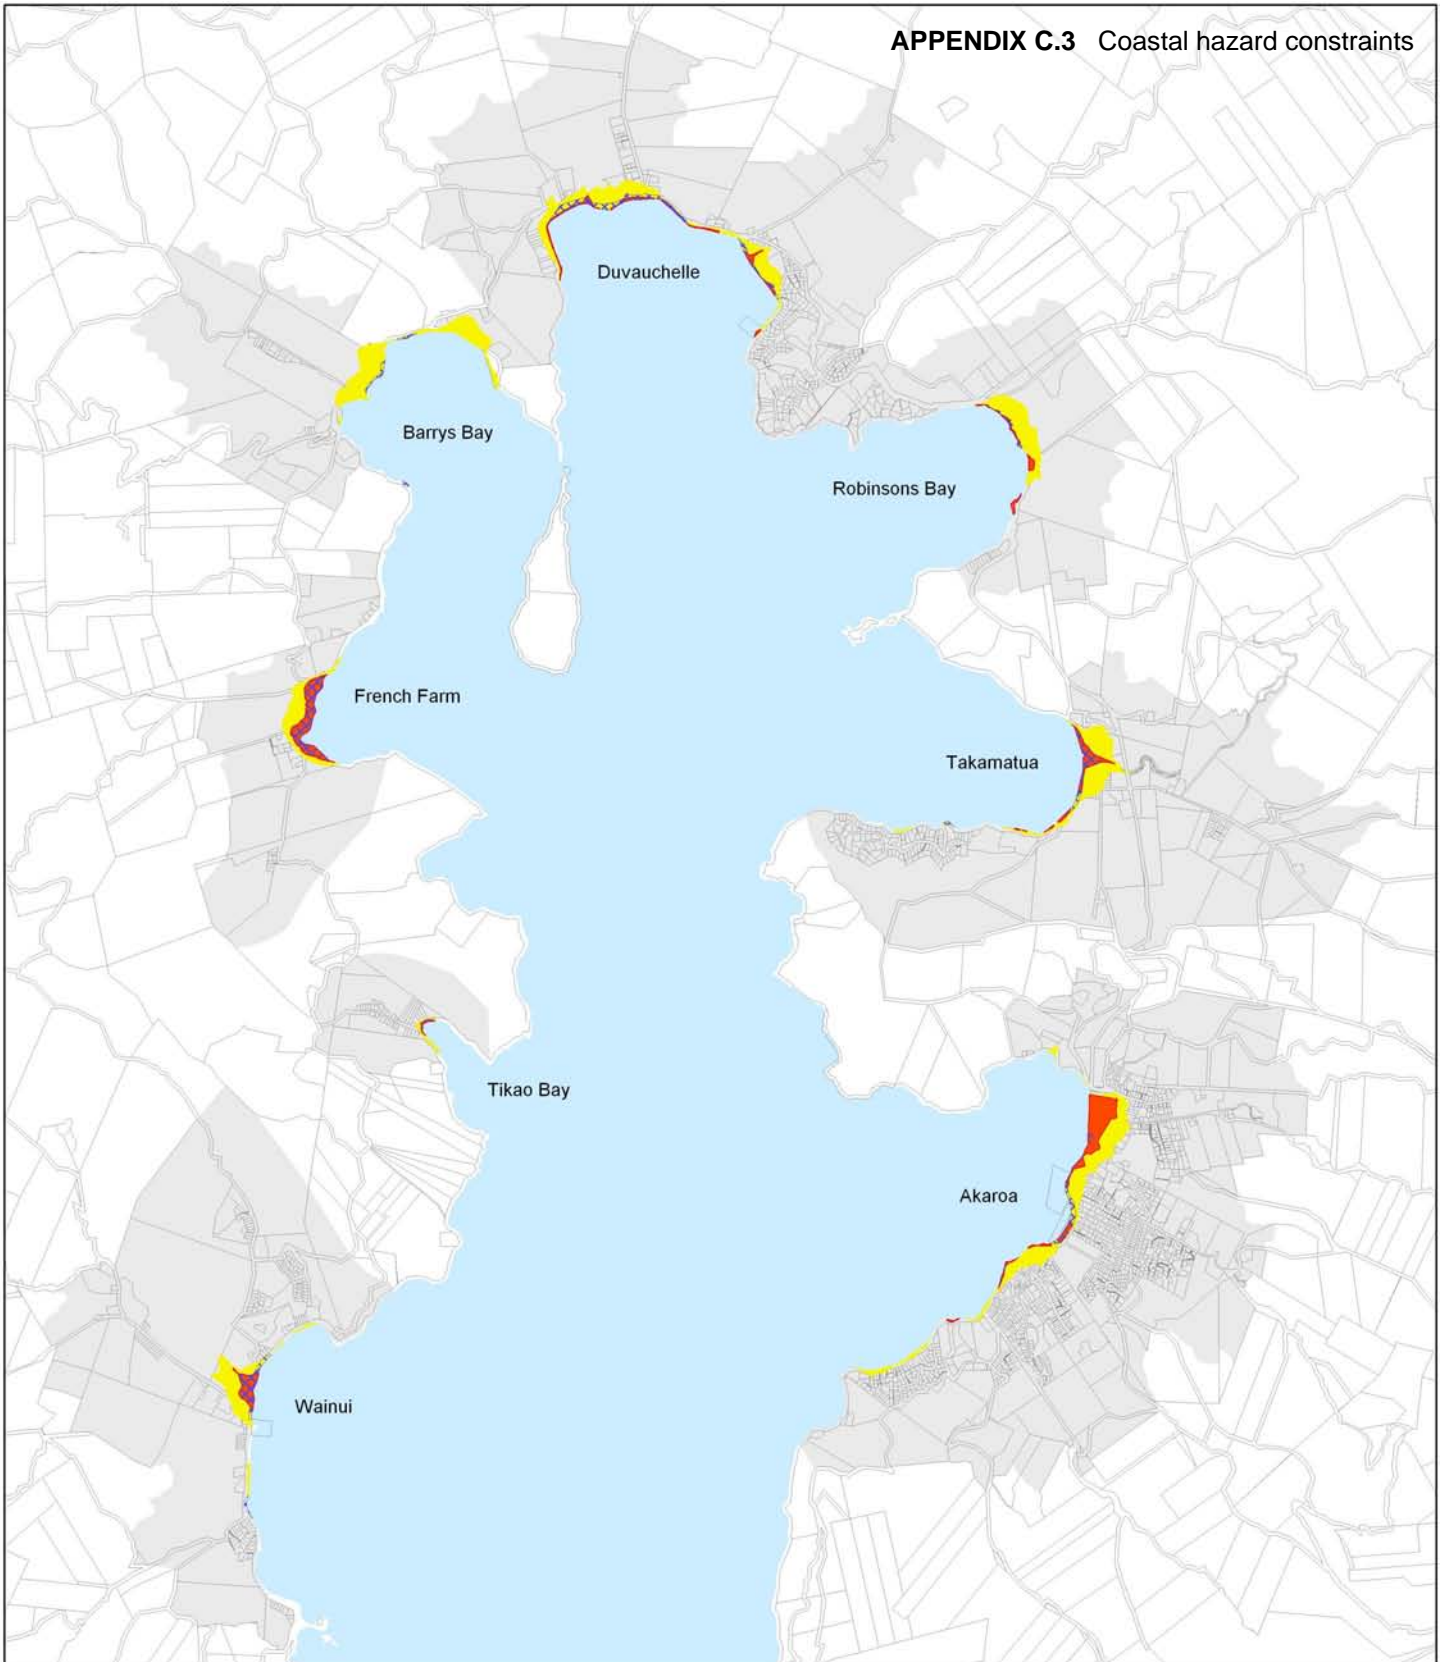 APPENDIX C.3 Coastal hazard constraints
Duvauchelle
Barrys Bay
Robinsons Bay
French Farm
Takamatua
Tikao Bay
Akaroa
Wainui